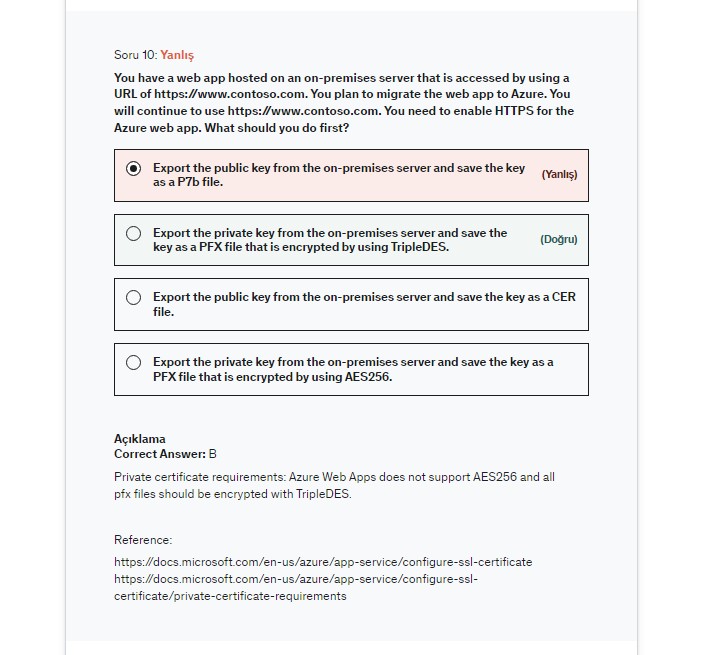 Soru 10: Yanlış
You have a web app hosted on an on-premises server that is accessed by using a
URL of https://www.contoso.com. You plan to migrate the web app to Azure. You
will continue to use https://www.contoso.com. You need to enable HTTPS for the
Azure web app. What should you do first?
Export the public key from the on-premises server and save the key
as a P7b file.
(Yanlış)
Export the private key from the on-premises server and save the
key as a PFX file that is encrypted by using TripleDES.
(Doğru)
Export the public key from the on-premises server and save the key as a CER
file.
Export the private key from the on-premises server and save the key as a
PFX file that is encrypted by using AES256.
Açıklama
Correct Answer: B
Private certificate requirements: Azure Web Apps does not support AES256 and all
pfx files should be encrypted with TripleDES.
Reference:
https://docs.microsoft.com/en-us/azure/app-service/configure-ssl-certificate
https://docs.microsoft.com/en-us/azure/app-service/configure-ssl-
certificate/private-certificate-requirements